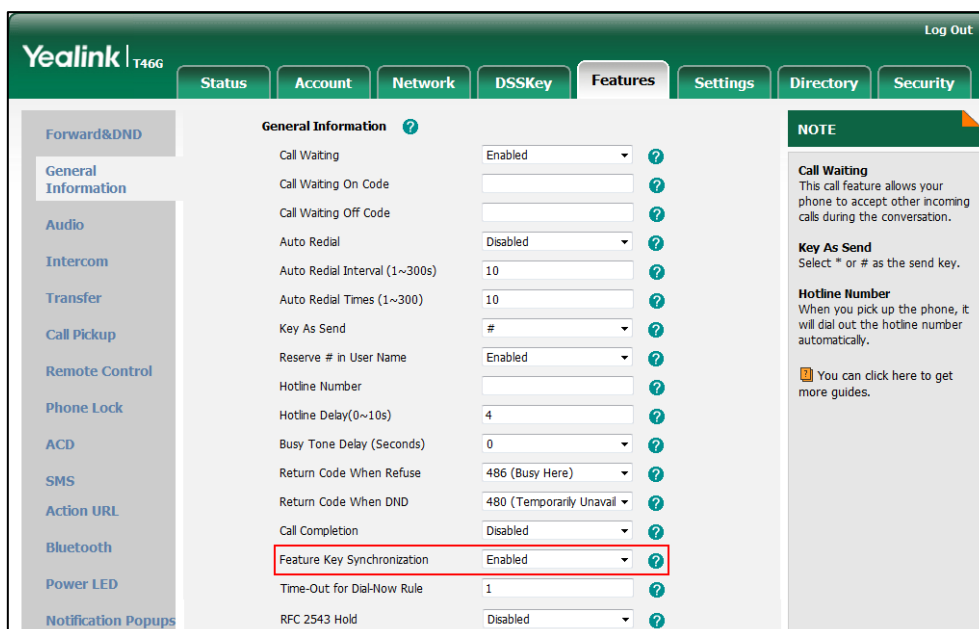 Log Out
Yealink T46G
Status Account Network DSSKey Features Settings Directory Security
Forward&DND
General
Information
Audio
Intercom
Transfer
Call Pickup
Remote Control
Phone Lock
ACD
SMS
Action URL
Bluetooth
Power LED
Notification Popups
General Information ?
Call Waiting Enabled ?
Call Waiting On Code ?
Call Waiting Off Code ?
Auto Redial Disabled ?
Auto Redial Interval (1~300s) 10 ?
Auto Redial Times (1~300) 10 ?
Key As Send # ?
Reserve # in User Name Enabled ?
Hotline Number ?
Hotline Delay(0~10s) 4 ?
Busy Tone Delay (Seconds) 0 ?
Return Code When Refuse 486 (Busy Here) ?
Return Code When DND 480 (Temporarily Unavail ?
Call Completion Disabled ?
Feature Key Synchronization Enabled ?
Time-Out for Dial-Now Rule 1 ?
RFC 2543 Hold Disabled ?
NOTE
Call Waiting
This call feature allows your
phone to accept other incoming
calls during the conversation.
Key As Send
Select * or # as the send key.
Hotline Number
When you pick up the phone, it
will dial out the hotline number
automatically.
? You can click here to get
more guides.